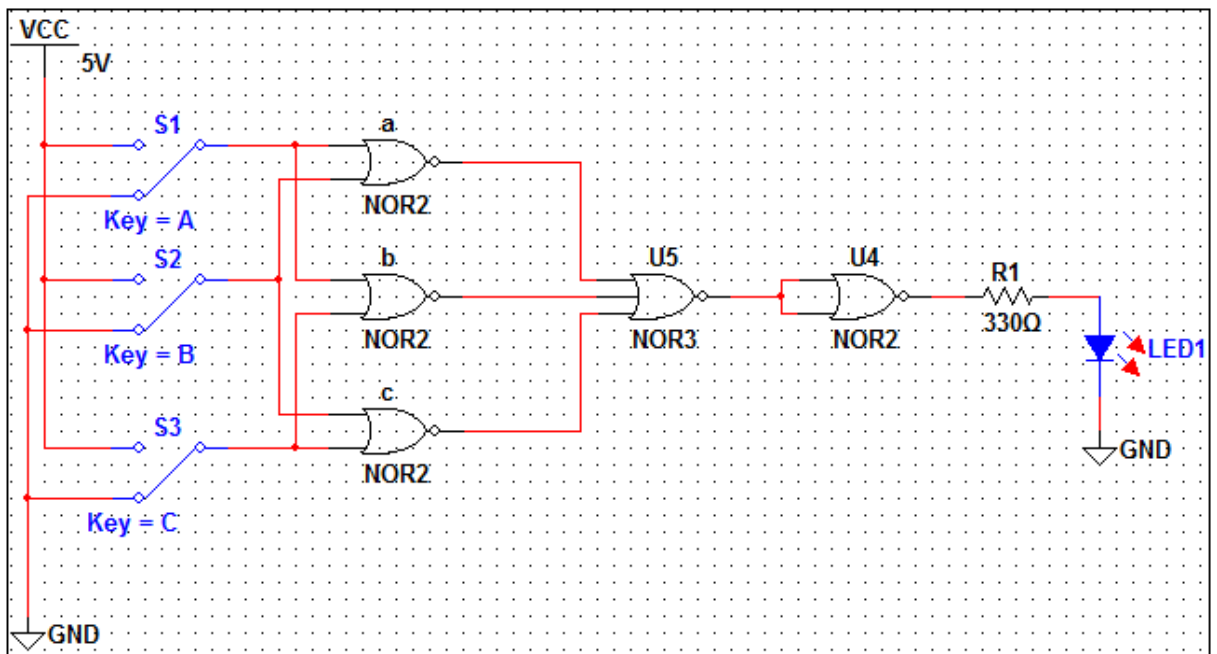 VCC
5V
S1
Key = A
S2
Key = B
S3
Key = C
GND
a
NOR2
b
NOR2
c
NOR2
U5
NOR3
U4
NOR2
R1
330Ω
LED1
GND